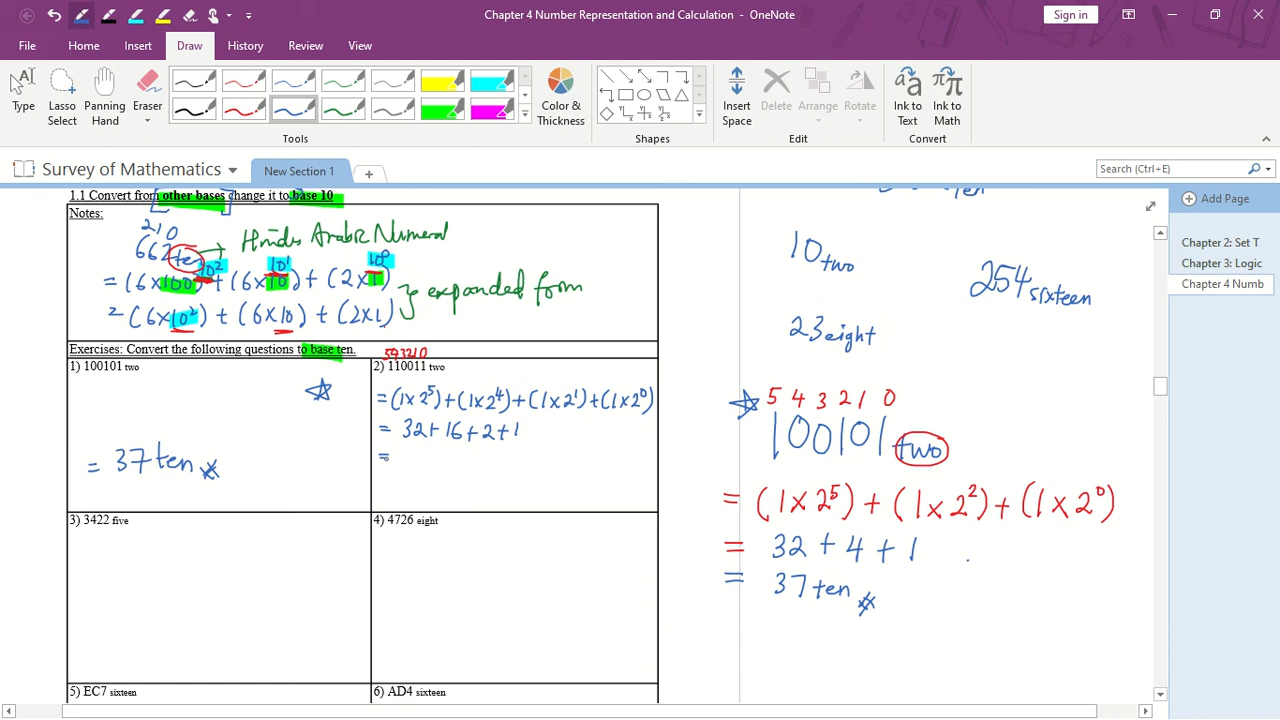 Chapter 4 Number Representation and Calculation - OneNote
Sign in
File Home Insert Draw History Review View
Type
Lasso Select
Panning Hand
Eraser
Color & Thickness
Insert Space
Delete
Arrange
Rotate
Ink to Text
Ink to Math
Tools
Shapes
Edit
Convert
Survey of Mathematics
New Section 1
Search (Ctrl+E)
Add Page
Chapter 2: Set T
Chapter 3: Logic
Chapter 4 Numb
1.1 Convert from other bases change it to base 10
Notes:
210
662ten → Hindu Arabic Numeral
10² 10¹ 10⁰
= (6×100) + (6×10) + (2×1)
= (6×10²) + (6×10) + (2×1)
} expanded form
Exercises: Convert the following questions to base ten.
1) 100101 two
= 37ten
543210
2) 110011 two
= (1×2⁵)+(1×2⁴)+(1×2¹)+(1×2⁰)
= 32+16+2+1
=
3) 3422 five
4) 4726 eight
5) EC7 sixteen
6) AD4 sixteen
ten
10two
254sixteen
23eight
5 4 3 2 1 0
100101two
= (1×2⁵) + (1×2²) + (1×2⁰)
= 32 + 4 + 1
= 37ten